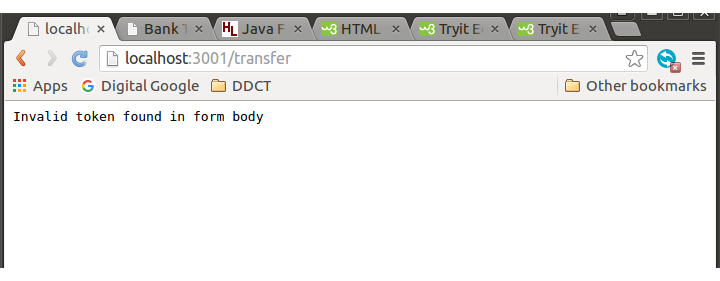 localh
Bank T
Java F
HTML
Tryit E
Tryit E
localhost:3001/transfer
Apps
Digital Google
DDCT
Other bookmarks
Invalid token found in form body